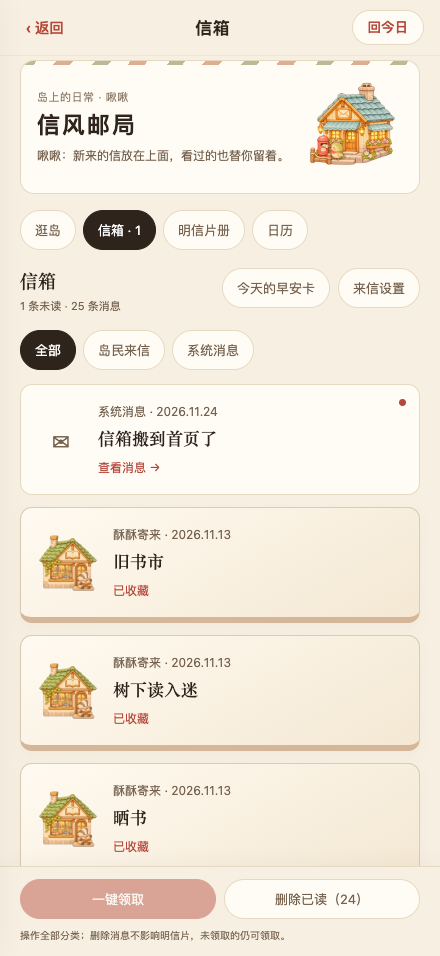 ‹ 返回
信箱
回今日
岛上的日常 · 啾啾
信风邮局
啾啾：新来的信放在上面，看过的也替你留着。
逛岛
信箱 · 1
明信片册
日历
信箱
1 条未读 · 25 条消息
今天的早安卡
来信设置
全部
岛民来信
系统消息
系统消息 · 2026.11.24
信箱搬到首页了
查看消息 →
酥酥寄来 · 2026.11.13
旧书市
已收藏
酥酥寄来 · 2026.11.13
树下读入迷
已收藏
酥酥寄来 · 2026.11.13
晒书
已收藏
一键领取
删除已读（24）
操作全部分类；删除消息不影响明信片，未领取的仍可领取。